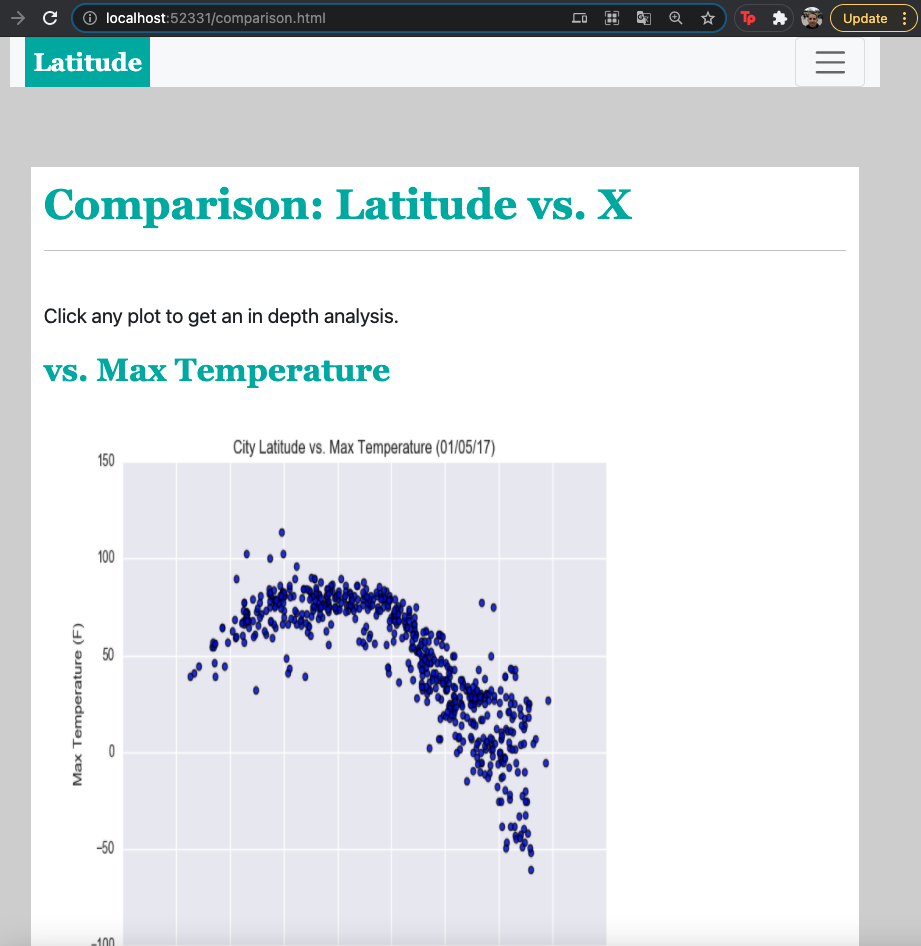 localhost:52331/comparison.html
Tp
Update
Latitude
Comparison: Latitude vs. X
Click any plot to get an in depth analysis.
vs. Max Temperature
City Latitude vs. Max Temperature (01/05/17)
150
100
50
0
-50
-100
Max Temperature (F)